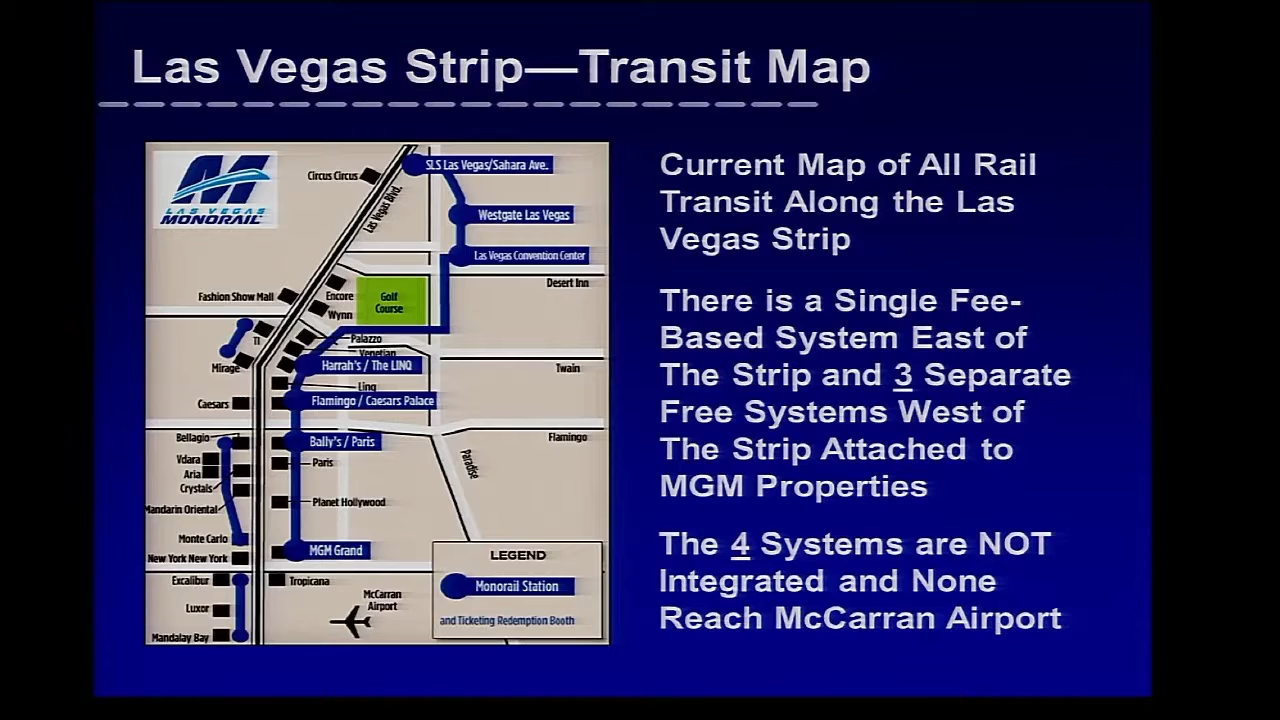 Las Vegas Strip—Transit Map
M
LAS VEGAS
MONORAIL
Circus Circus
SLS Las Vegas/Sahara Ave.
Las Vegas Blvd.
Westgate Las Vegas
Las Vegas Convention Center
Desert Inn
Fashion Show Mall
Encore
Golf
Course
Wynn
TI
Palazzo
Venetian
Mirage
Harrah's / The LINQ
Twain
Linq
Caesars
Flamingo / Caesars Palace
Bellagio
Bally's / Paris
Flamingo
Vdara
Paris
Paradise
Aria
Crystals
Planet Hollywood
Mandarin Oriental
Monte Carlo
MGM Grand
New York New York
Excalibur
Tropicana
McCarran
Airport
Luxor
Mandalay Bay
LEGEND
Monorail Station
and Ticketing Redemption Booth
Current Map of All Rail
Transit Along the Las
Vegas Strip
There is a Single Fee-
Based System East of
The Strip and 3 Separate
Free Systems West of
The Strip Attached to
MGM Properties
The 4 Systems are NOT
Integrated and None
Reach McCarran Airport